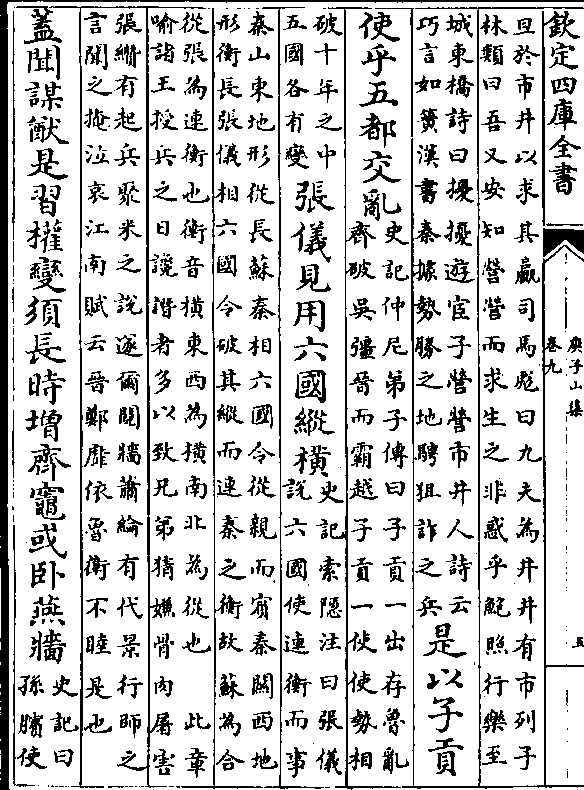 欽定四庫全書
庾子山集
卷九
五
旦於市井以求其贏司馬彪曰九夫為井井有市列子
林類曰吾又安知營營而求生之非惑乎鮑照行樂至
城東橋詩曰擾擾遊宦子營營市井人詩云
巧言如簧漢書秦據勢勝之地騁狙詐之兵
是以子貢
使乎五都交亂
史記仲尼弟子傳曰子貢一出存魯亂
齊破吳彊晉而霸越子貢一使使勢相
破十年之中
五國各有變
張儀見用六國縱橫
史記索隱注曰張儀
說六國使連衡而事
秦山東地形從長蘇秦相六國令從親而賓秦關西地
形衡長張儀相六國令破其縱而連秦之衡故蘇為合
從張為連衡也衡音橫東西為橫南北為從也 此章
喻諸王授兵之日讒譖者多以致兄弟猜嫌骨肉屠害
張纘有起兵聚米之說遂爾鬩牆蕭綸有代景行師之
言聞之掩泣哀江南賦云晉鄭靡依魯衛不睦是也
蓋聞謀猷是習權變須長時增齊竈或卧燕牆
史記曰
孫臏使